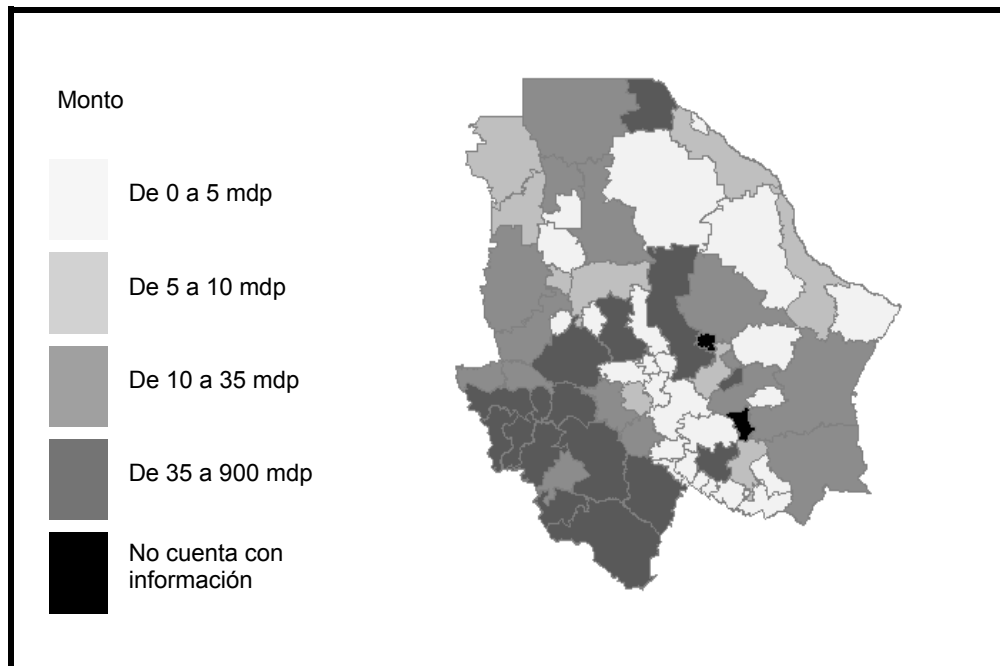 Monto
De 0 a 5 mdp
De 5 a 10 mdp
De 10 a 35 mdp
De 35 a 900 mdp
No cuenta con
información